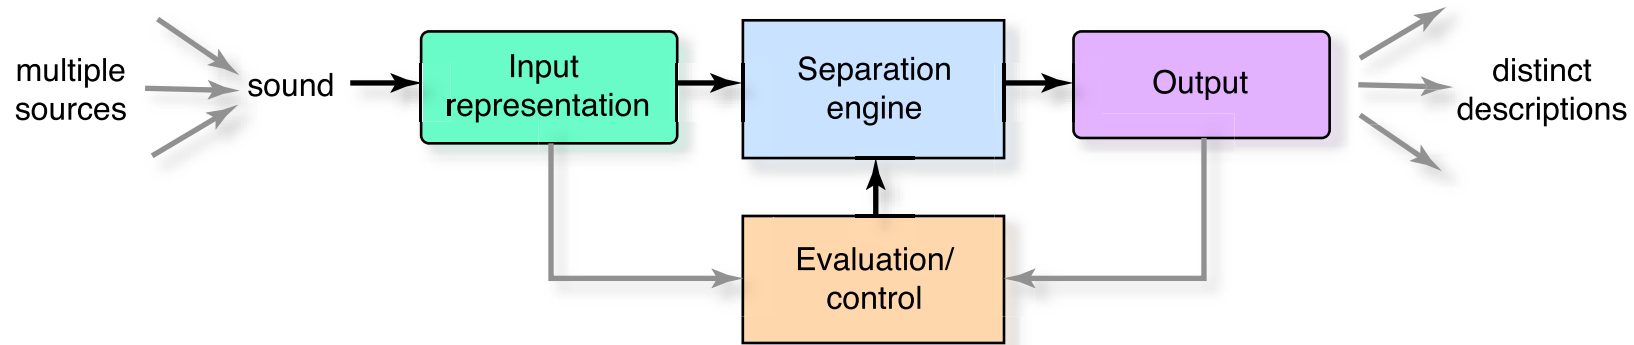 multiple
sources
sound
Input
representation
Separation
engine
Output
distinct
descriptions
Evaluation/
control